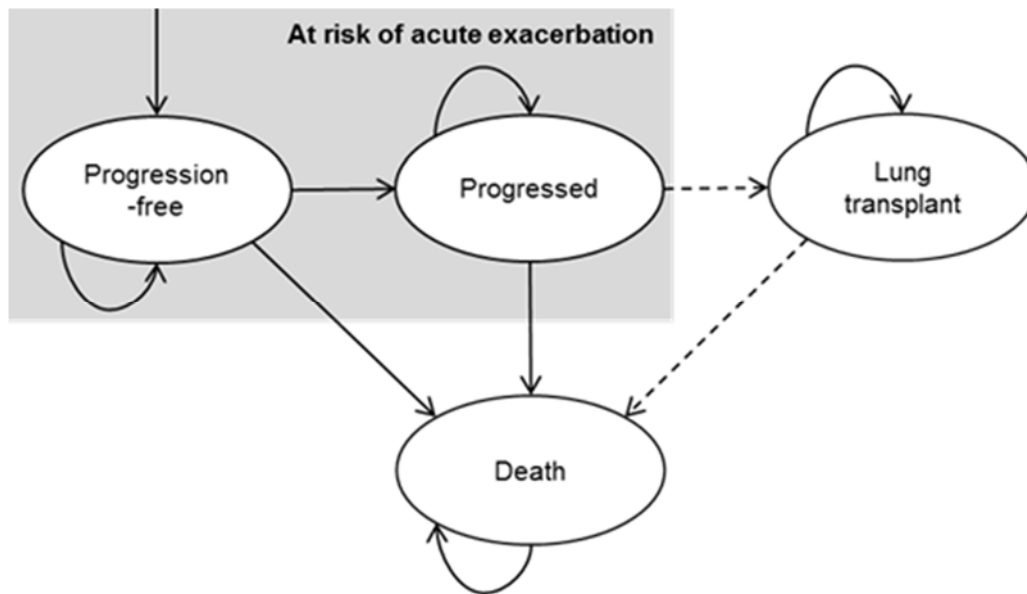 At risk of acute exacerbation
Progression
-free
Progressed
Lung
transplant
Death